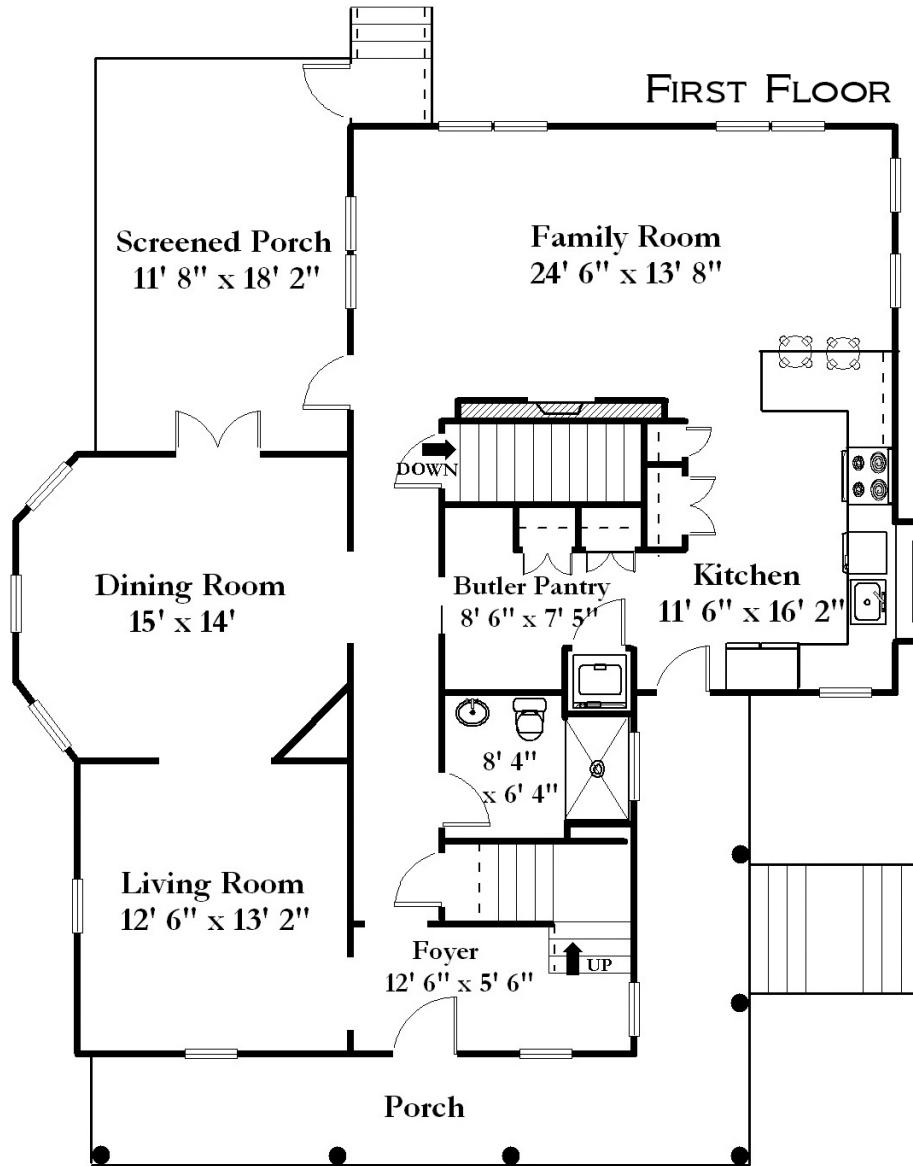 FIRST FLOOR
Screened Porch
11' 8" x 18' 2"
Family Room
24' 6" x 13' 8"
DOWN
Dining Room
15' x 14'
Butler Pantry
8' 6" x 7' 5"
Kitchen
11' 6" x 16' 2"
8' 4"
x 6' 4"
Living Room
12' 6" x 13' 2"
Foyer
12' 6" x 5' 6"
UP
Porch